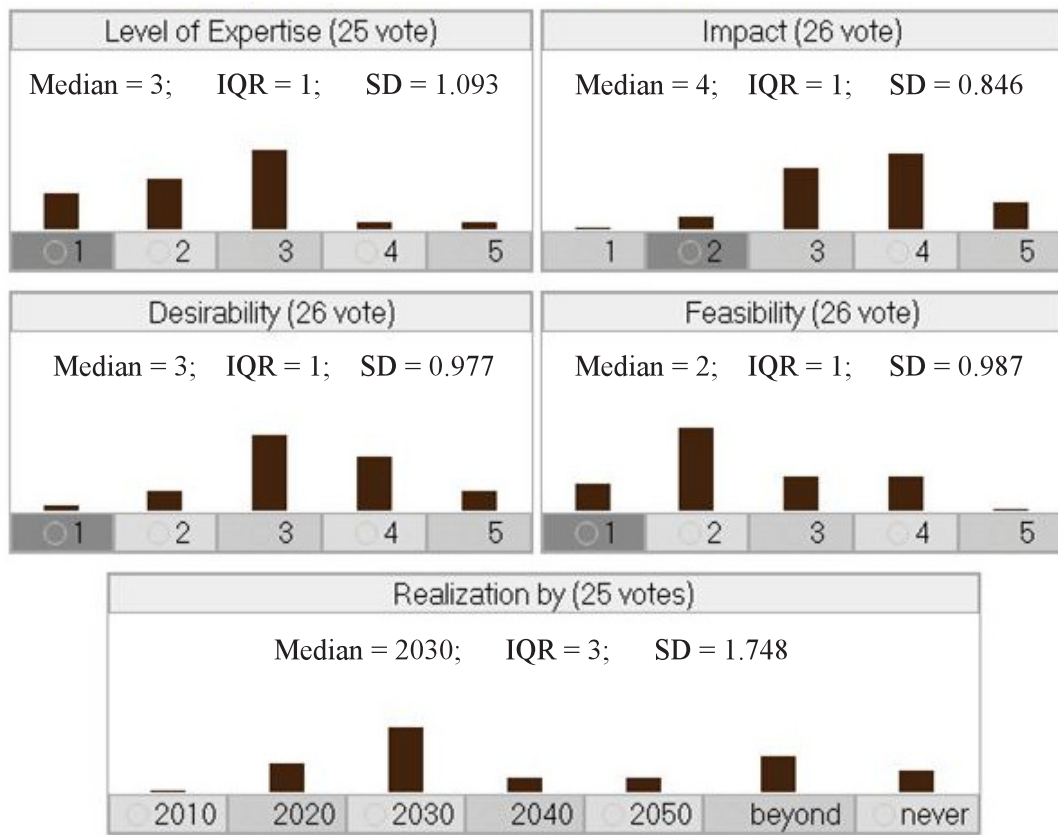 Level of Expertise (25 vote)
Median = 3; IQR = 1; SD = 1.093
1 2 3 4 5
Impact (26 vote)
Median = 4; IQR = 1; SD = 0.846
1 2 3 4 5
Desirability (26 vote)
Median = 3; IQR = 1; SD = 0.977
1 2 3 4 5
Feasibility (26 vote)
Median = 2; IQR = 1; SD = 0.987
1 2 3 4 5
Realization by (25 votes)
Median = 2030; IQR = 3; SD = 1.748
2010 2020 2030 2040 2050 beyond never